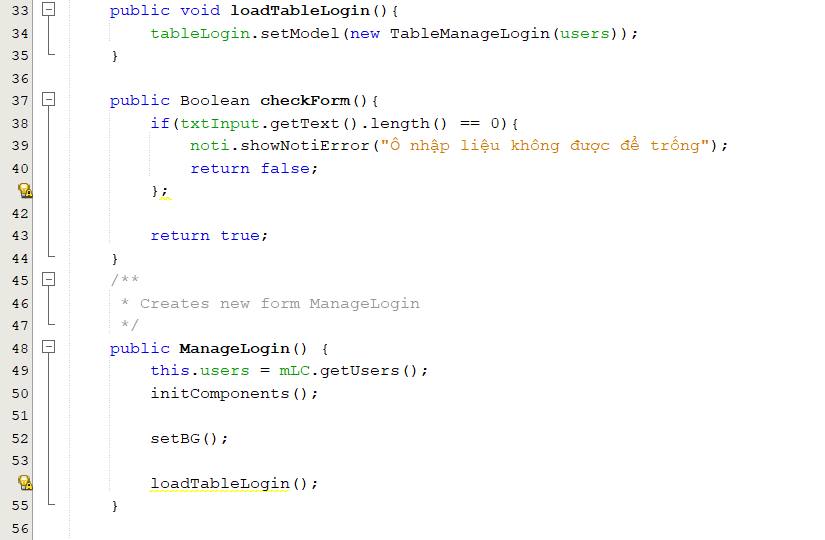 33 public void loadTableLogin(){
34 tableLogin.setModel(new TableManageLogin(users));
35 }
36
37 public Boolean checkForm(){
38 if(txtInput.getText().length() == 0){
39 noti.showNotiError("Ô nhập liệu không được để trống");
40 return false;
};
42
43 return true;
44 }
45 /**
46 * Creates new form ManageLogin
47 */
48 public ManageLogin() {
49 this.users = mLC.getUsers();
50 initComponents();
51
52 setBG();
53
loadTableLogin();
55 }
56